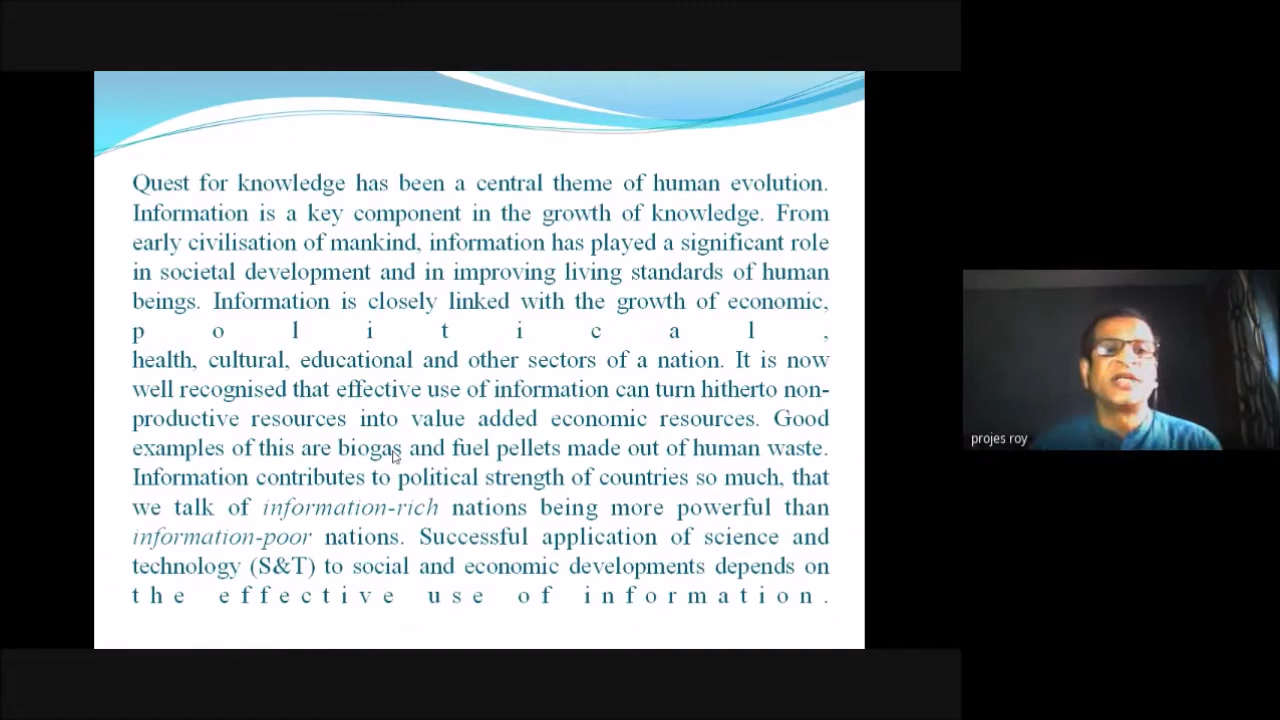 Quest for knowledge has been a central theme of human evolution.
Information is a key component in the growth of knowledge. From
early civilisation of mankind, information has played a significant role
in societal development and in improving living standards of human
beings. Information is closely linked with the growth of economic,
p o l i t i c a l ,
health, cultural, educational and other sectors of a nation. It is now
well recognised that effective use of information can turn hitherto non-
productive resources into value added economic resources. Good
examples of this are biogas and fuel pellets made out of human waste.
Information contributes to political strength of countries so much, that
we talk of information-rich nations being more powerful than
information-poor nations. Successful application of science and
technology (S&T) to social and economic developments depends on
t h e e f f e c t i v e u s e o f i n f o r m a t i o n .
projes roy